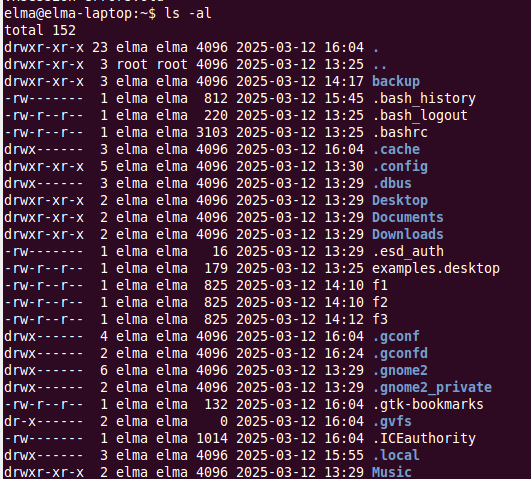 elma@elma-laptop:~$ ls -al
total 152
drwxr-xr-x 23 elma elma 4096 2025-03-12 16:04 .
drwxr-xr-x  3 root root 4096 2025-03-12 13:25 ..
drwxr-xr-x  3 elma elma 4096 2025-03-12 14:17 backup
-rw-------  1 elma elma  812 2025-03-12 15:45 .bash_history
-rw-r--r--  1 elma elma  220 2025-03-12 13:25 .bash_logout
-rw-r--r--  1 elma elma 3103 2025-03-12 13:25 .bashrc
drwx------  3 elma elma 4096 2025-03-12 16:04 .cache
drwxr-xr-x  5 elma elma 4096 2025-03-12 13:30 .config
drwx------  3 elma elma 4096 2025-03-12 13:29 .dbus
drwxr-xr-x  2 elma elma 4096 2025-03-12 13:29 Desktop
drwxr-xr-x  2 elma elma 4096 2025-03-12 13:29 Documents
drwxr-xr-x  2 elma elma 4096 2025-03-12 13:29 Downloads
-rw-------  1 elma elma   16 2025-03-12 13:29 .esd_auth
-rw-r--r--  1 elma elma  179 2025-03-12 13:25 examples.desktop
-rw-r--r--  1 elma elma  825 2025-03-12 14:10 f1
-rw-r--r--  1 elma elma  825 2025-03-12 14:10 f2
-rw-r--r--  1 elma elma  825 2025-03-12 14:12 f3
drwx------  4 elma elma 4096 2025-03-12 16:04 .gconf
drwx------  2 elma elma 4096 2025-03-12 16:24 .gconfd
drwx------  6 elma elma 4096 2025-03-12 13:29 .gnome2
drwx------  2 elma elma 4096 2025-03-12 13:29 .gnome2_private
-rw-r--r--  1 elma elma  132 2025-03-12 16:04 .gtk-bookmarks
dr-x------  2 elma elma    0 2025-03-12 16:04 .gvfs
-rw-------  1 elma elma 1014 2025-03-12 16:04 .ICEauthority
drwx------  3 elma elma 4096 2025-03-12 15:55 .local
drwxr-xr-x  2 elma elma 4096 2025-03-12 13:29 Music